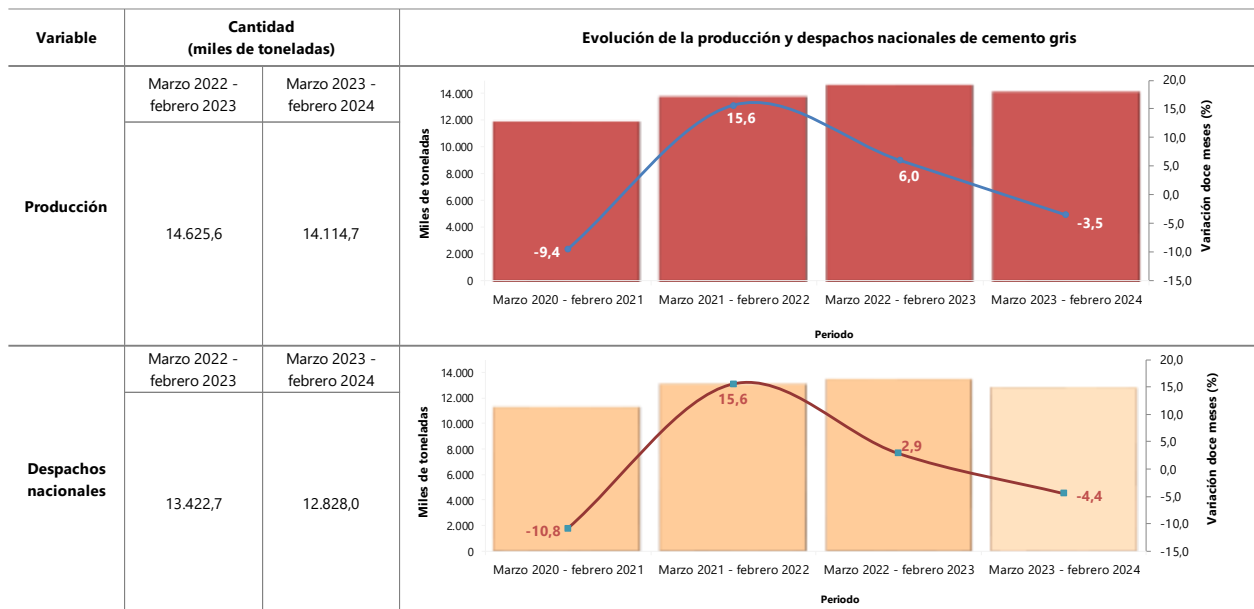 Variable
Cantidad
(miles de toneladas)
Evolución de la producción y despachos nacionales de cemento gris
Producción
Marzo 2022 -
febrero 2023
Marzo 2023 -
febrero 2024
14.625,6
14.114,7
Miles de toneladas
14.000
12.000
10.000
8.000
6.000
4.000
2.000
0
-9,4
15,6
6,0
-3,5
20,0
15,0
10,0
5,0
0,0
-5,0
-10,0
-15,0
Variación doce meses (%)
Marzo 2020 - febrero 2021
Marzo 2021 - febrero 2022
Marzo 2022 - febrero 2023
Marzo 2023 - febrero 2024
Periodo
Despachos
nacionales
Marzo 2022 -
febrero 2023
Marzo 2023 -
febrero 2024
13.422,7
12.828,0
Miles de toneladas
14.000
12.000
10.000
8.000
6.000
4.000
2.000
0
-10,8
15,6
2,9
-4,4
20,0
15,0
10,0
5,0
0,0
-5,0
-10,0
-15,0
Variación doce meses (%)
Marzo 2020 - febrero 2021
Marzo 2021 - febrero 2022
Marzo 2022 - febrero 2023
Marzo 2023 - febrero 2024
Periodo